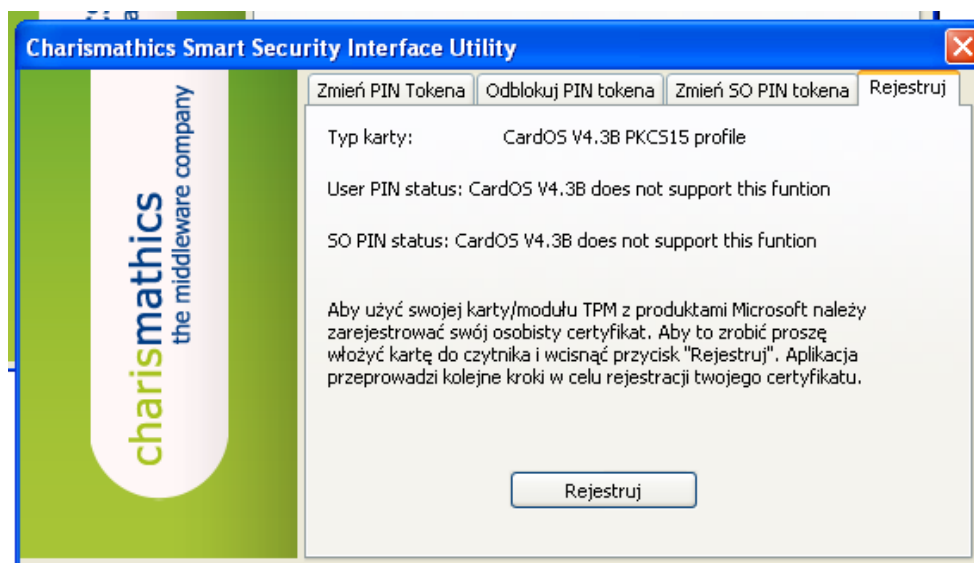 Charismathics Smart Security Interface Utility
Zmień PIN Tokena
Odblokuj PIN tokena
Zmień SO PIN tokena
Rejestruj
charismathics
the middleware company
Typ karty: CardOS V4.3B PKCS15 profile
User PIN status: CardOS V4.3B does not support this funtion
SO PIN status: CardOS V4.3B does not support this funtion
Aby użyć swojej karty/modułu TPM z produktami Microsoft należy
zarejestrować swój osobisty certyfikat. Aby to zrobić proszę
włożyć kartę do czytnika i wcisnąć przycisk "Rejestruj". Aplikacja
przeprowadzi kolejne kroki w celu rejestracji twojego certyfikatu.
Rejestruj